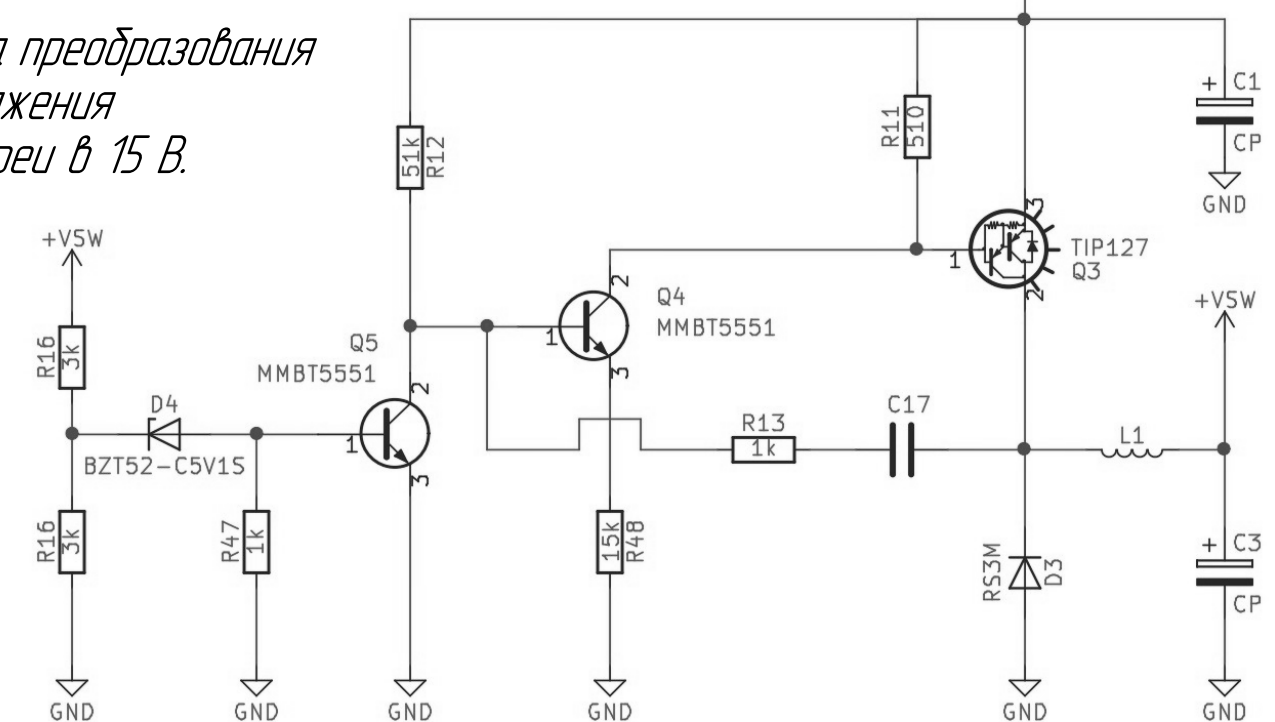 преобразования
в 15 В.
+VSW
R16
3k
D4
BZT52-C5V1S
R16
3k
R47
1k
GND
GND
51k
R12
Q5
MMBT5551
1
2
3
GND
Q4
MMBT5551
1
2
3
15k
R48
GND
R13
1k
C17
R11
510
TIP127
Q3
1
3
2
RS3M
D3
GND
L1
+ C1
CP
GND
+VSW
+ C3
CP
GND